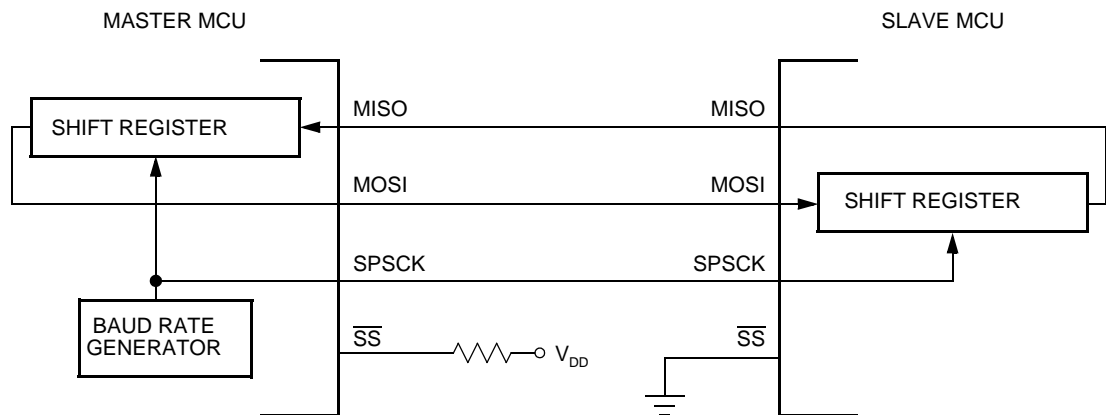 MASTER MCU
SLAVE MCU
SHIFT REGISTER
MISO
MISO
MOSI
MOSI
SHIFT REGISTER
SPSCK
SPSCK
BAUD RATE
GENERATOR
SS
VDD
SS